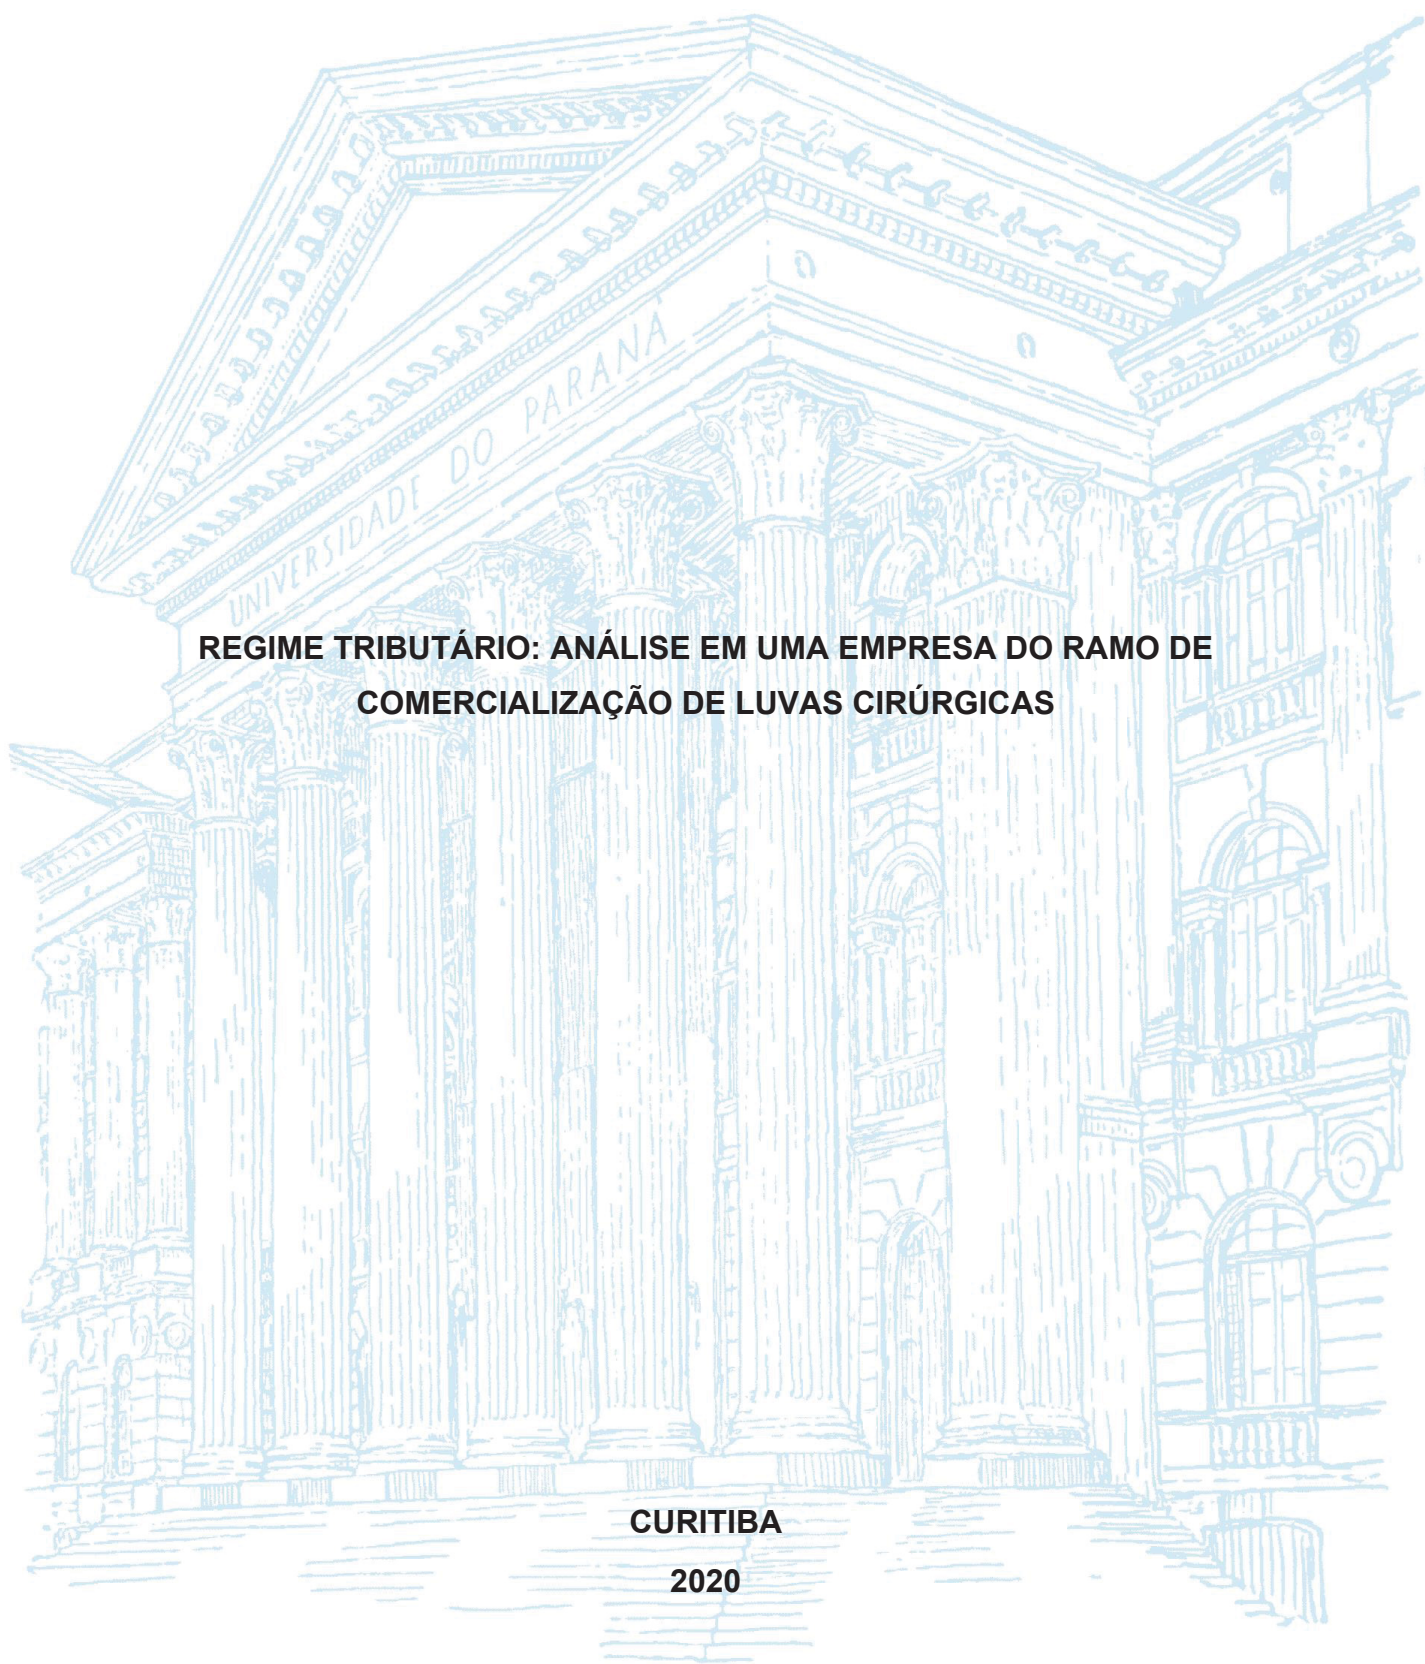 UNIVERSIDADE DO PARANÁ
REGIME TRIBUTÁRIO: ANÁLISE EM UMA EMPRESA DO RAMO DE
COMERCIALIZAÇÃO DE LUVAS CIRÚRGICAS
CURITIBA
2020